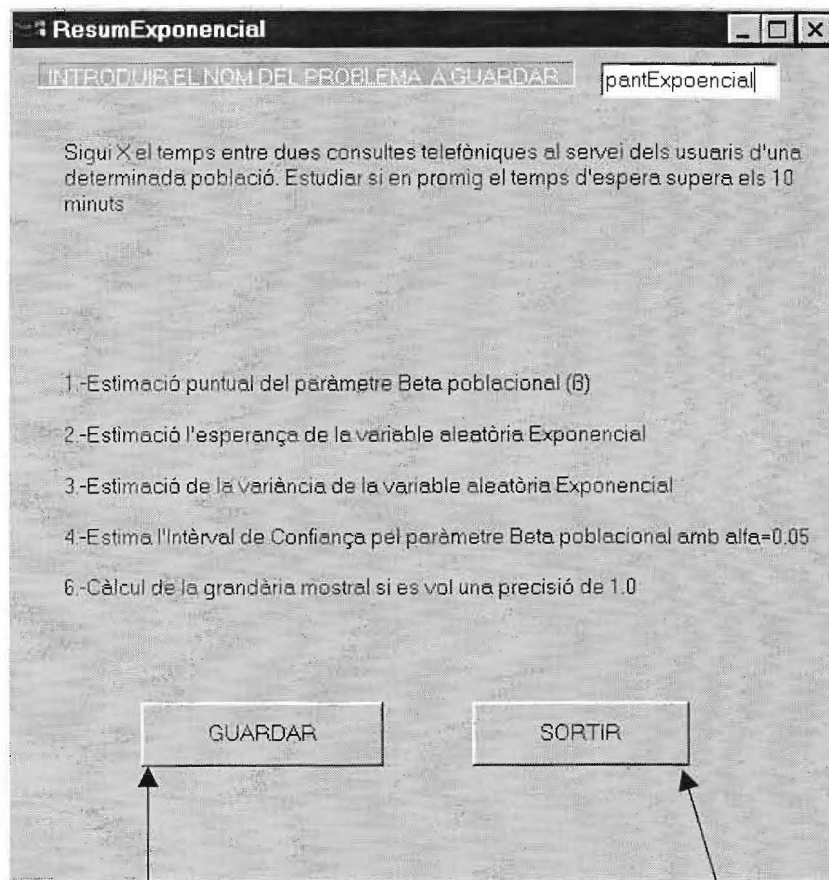 ResumExponencial
INTRODUIR EL NOM DEL PROBLEMA A GUARDAR
pantExpoencial
Sigui X el temps entre dues consultes telefòniques al servei dels usuaris d'una
determinada població. Estudiar si en promig el temps d'espera supera els 10
minuts
1.-Estimació puntual del paràmetre Beta poblacional (ß)
2.-Estimació l'esperança de la variable aleatòria Exponencial
3.-Estimació de la variància de la variable aleatòria Exponencial
4.-Estima l'Intèrval de Confiança pel paràmetre Beta poblacional amb alfa=0.05
6.-Càlcul de la grandària mostral si es vol una precisió de 1.0
GUARDAR
SORTIR